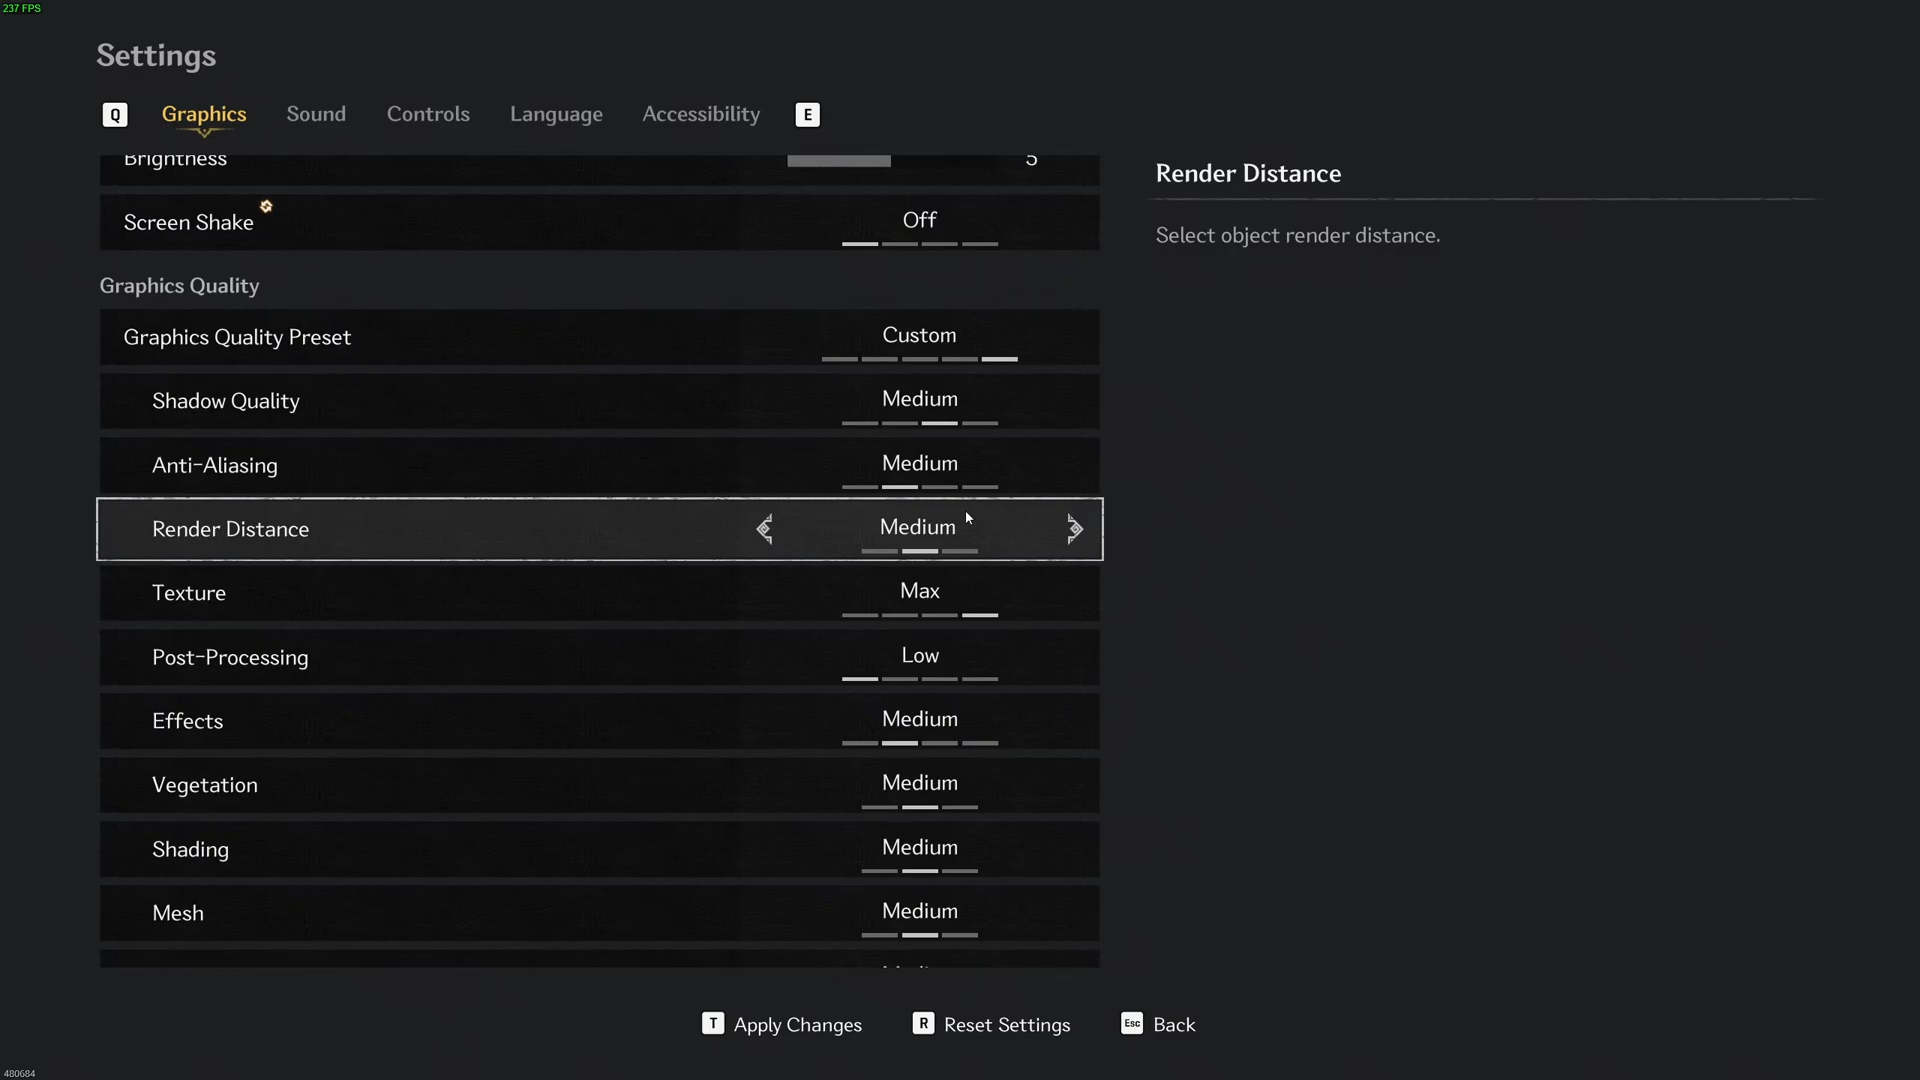 237 FPS
Settings
Q Graphics Sound Controls Language Accessibility E
Brightness 5
Screen Shake Off
Graphics Quality
Graphics Quality Preset Custom
Shadow Quality Medium
Anti-Aliasing Medium
Render Distance Medium
Texture Max
Post-Processing Low
Effects Medium
Vegetation Medium
Shading Medium
Mesh Medium
Render Distance
Select object render distance.
T Apply Changes R Reset Settings Esc Back
480684